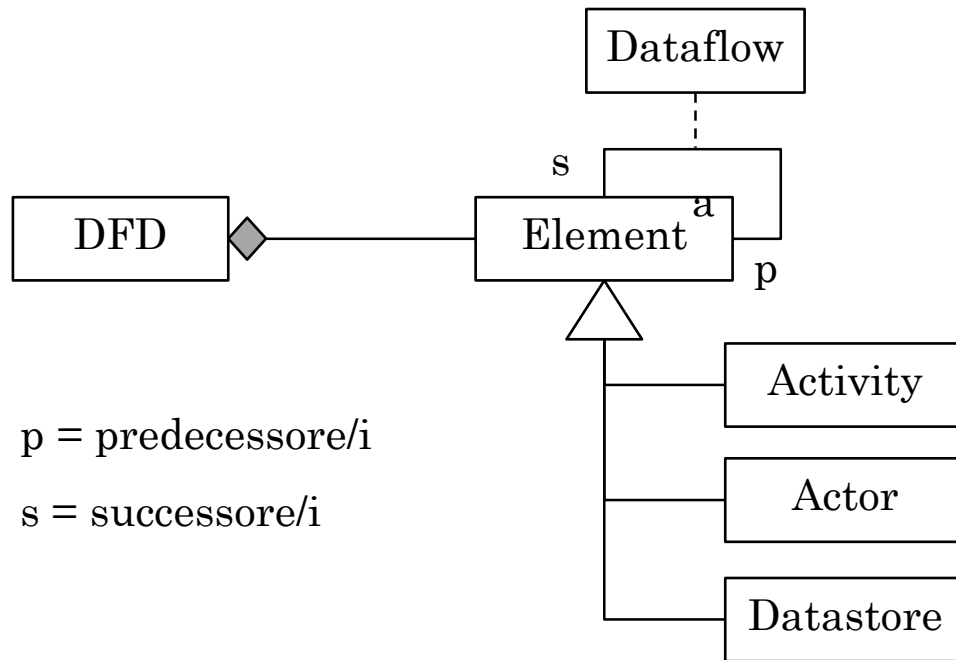 Dataflow
s
a
DFD
Element
p
Activity
p = predecessore/i
Actor
s = successore/i
Datastore